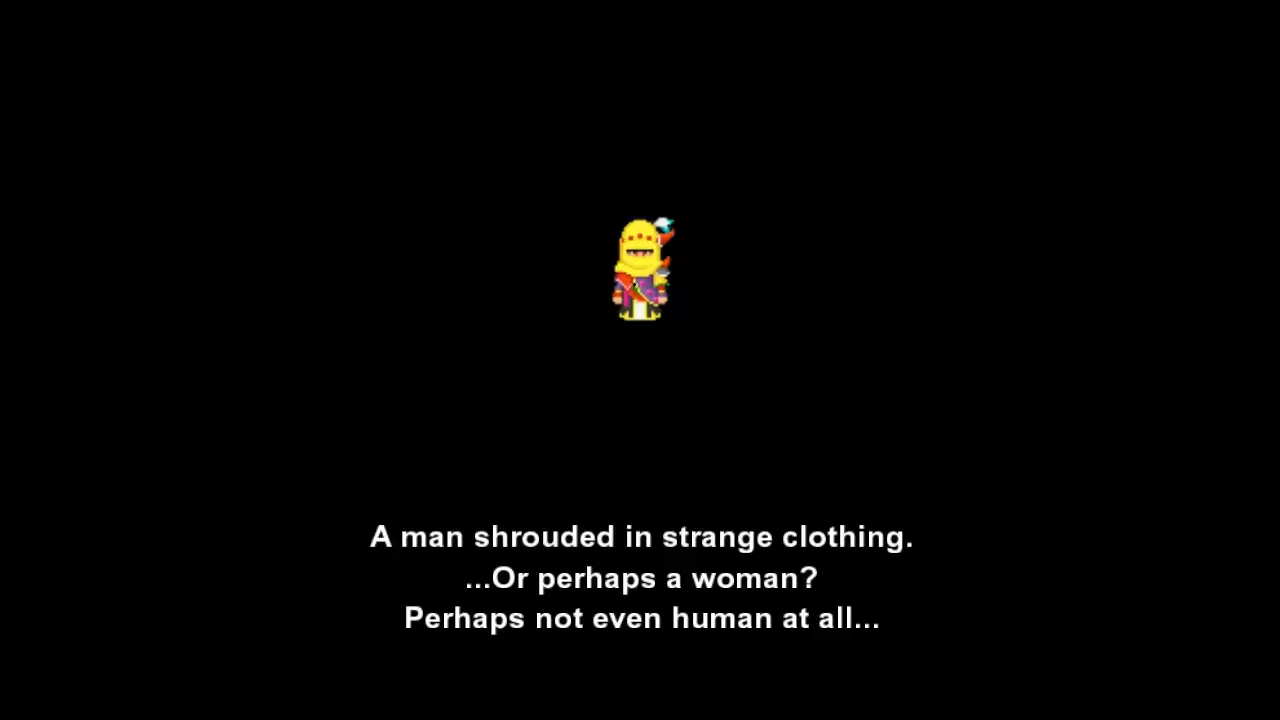 A man shrouded in strange clothing.
...Or perhaps a woman?
Perhaps not even human at all...